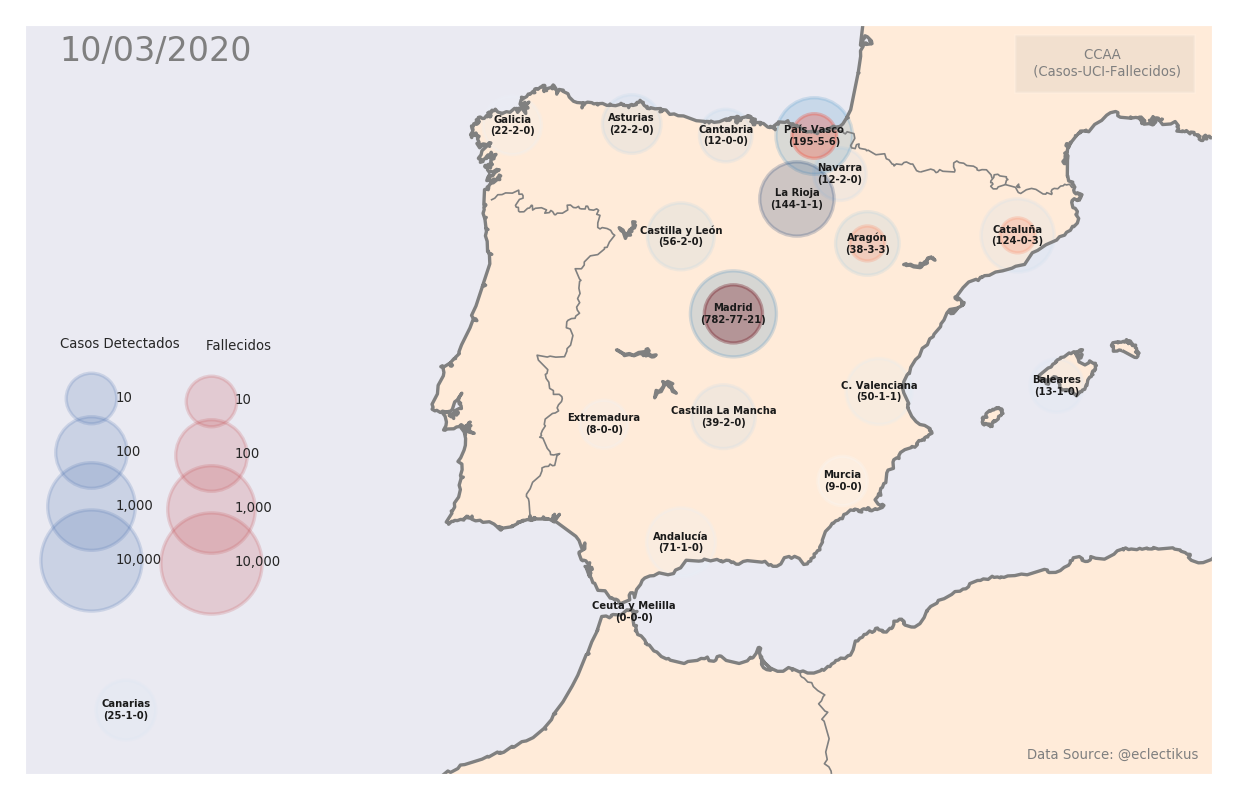 10/03/2020
CCAA
(Casos-UCI-Fallecidos)
Galicia
(22-2-0)
Asturias
(22-2-0)
Cantabria
(12-0-0)
País Vasco
(195-5-6)
Navarra
(12-2-0)
La Rioja
(144-1-1)
Castilla y León
(56-2-0)
Aragón
(38-3-3)
Cataluña
(124-0-3)
Madrid
(782-77-21)
C. Valenciana
(50-1-1)
Baleares
(13-1-0)
Extremadura
(8-0-0)
Castilla La Mancha
(39-2-0)
Murcia
(9-0-0)
Andalucía
(71-1-0)
Ceuta y Melilla
(0-0-0)
Canarias
(25-1-0)
Casos Detectados
10
100
1,000
10,000
Fallecidos
10
100
1,000
10,000
Data Source: @eclectikus